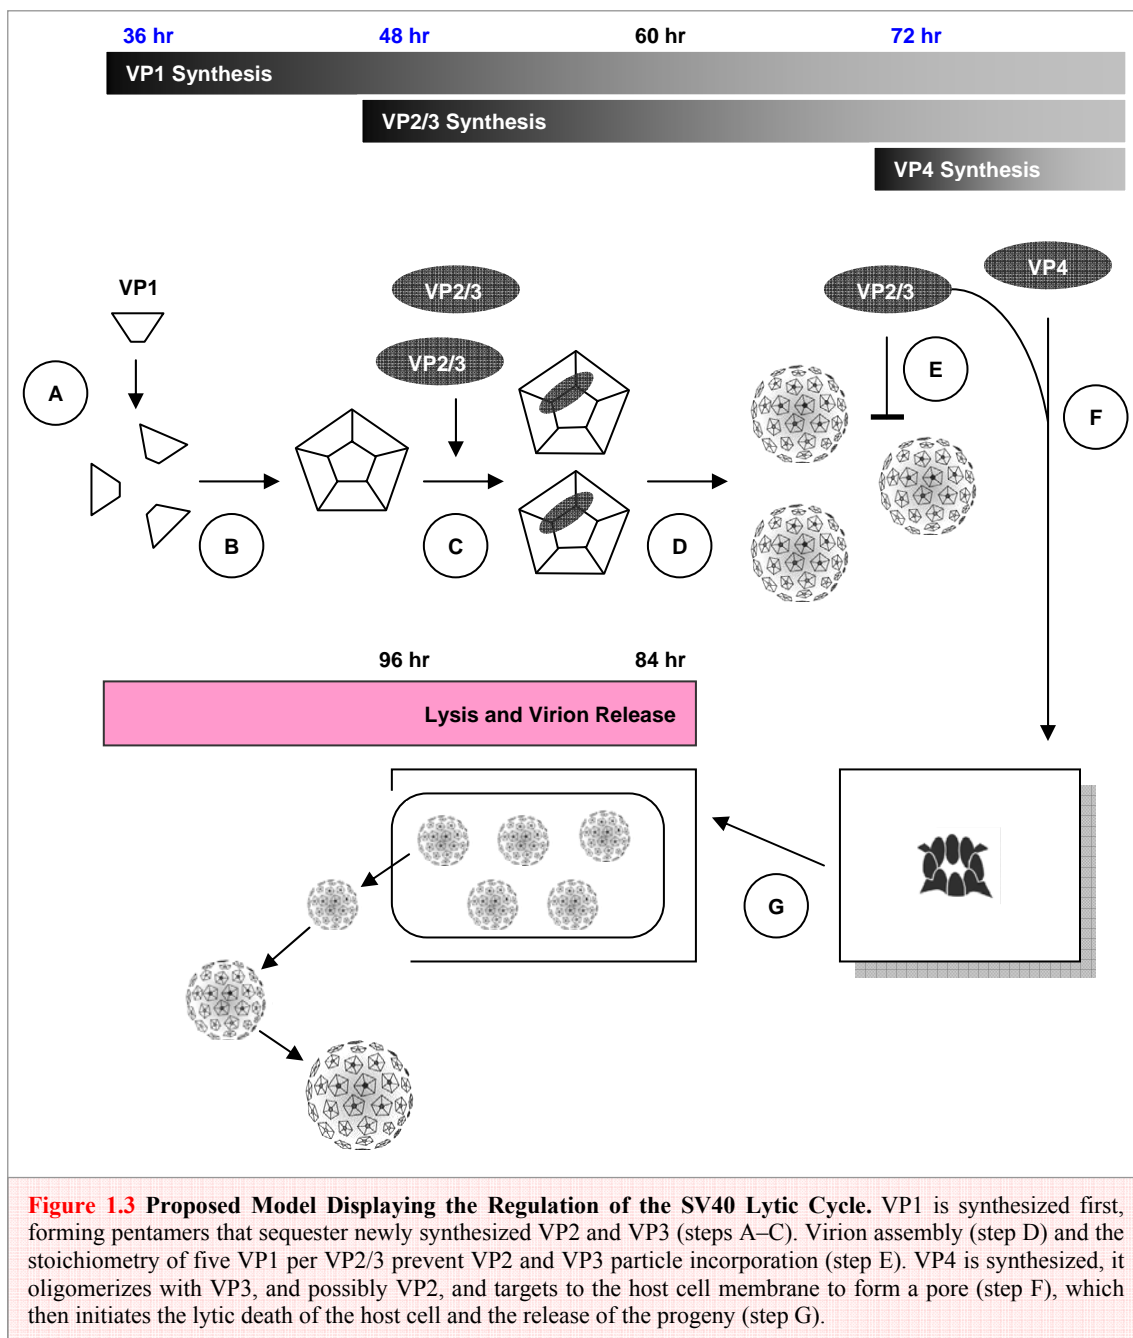 36 hr 48 hr 60 hr 72 hr
VP1 Synthesis
VP2/3 Synthesis
VP4 Synthesis
VP1
VP2/3
VP2/3
VP2/3
VP4
A
B
C
D
E
F
96 hr 84 hr
Lysis and Virion Release
G
Figure 1.3 Proposed Model Displaying the Regulation of the SV40 Lytic Cycle. VP1 is synthesized first,
forming pentamers that sequester newly synthesized VP2 and VP3 (steps A–C). Virion assembly (step D) and the
stoichiometry of five VP1 per VP2/3 prevent VP2 and VP3 particle incorporation (step E). VP4 is synthesized, it
oligomerizes with VP3, and possibly VP2, and targets to the host cell membrane to form a pore (step F), which
then initiates the lytic death of the host cell and the release of the progeny (step G).